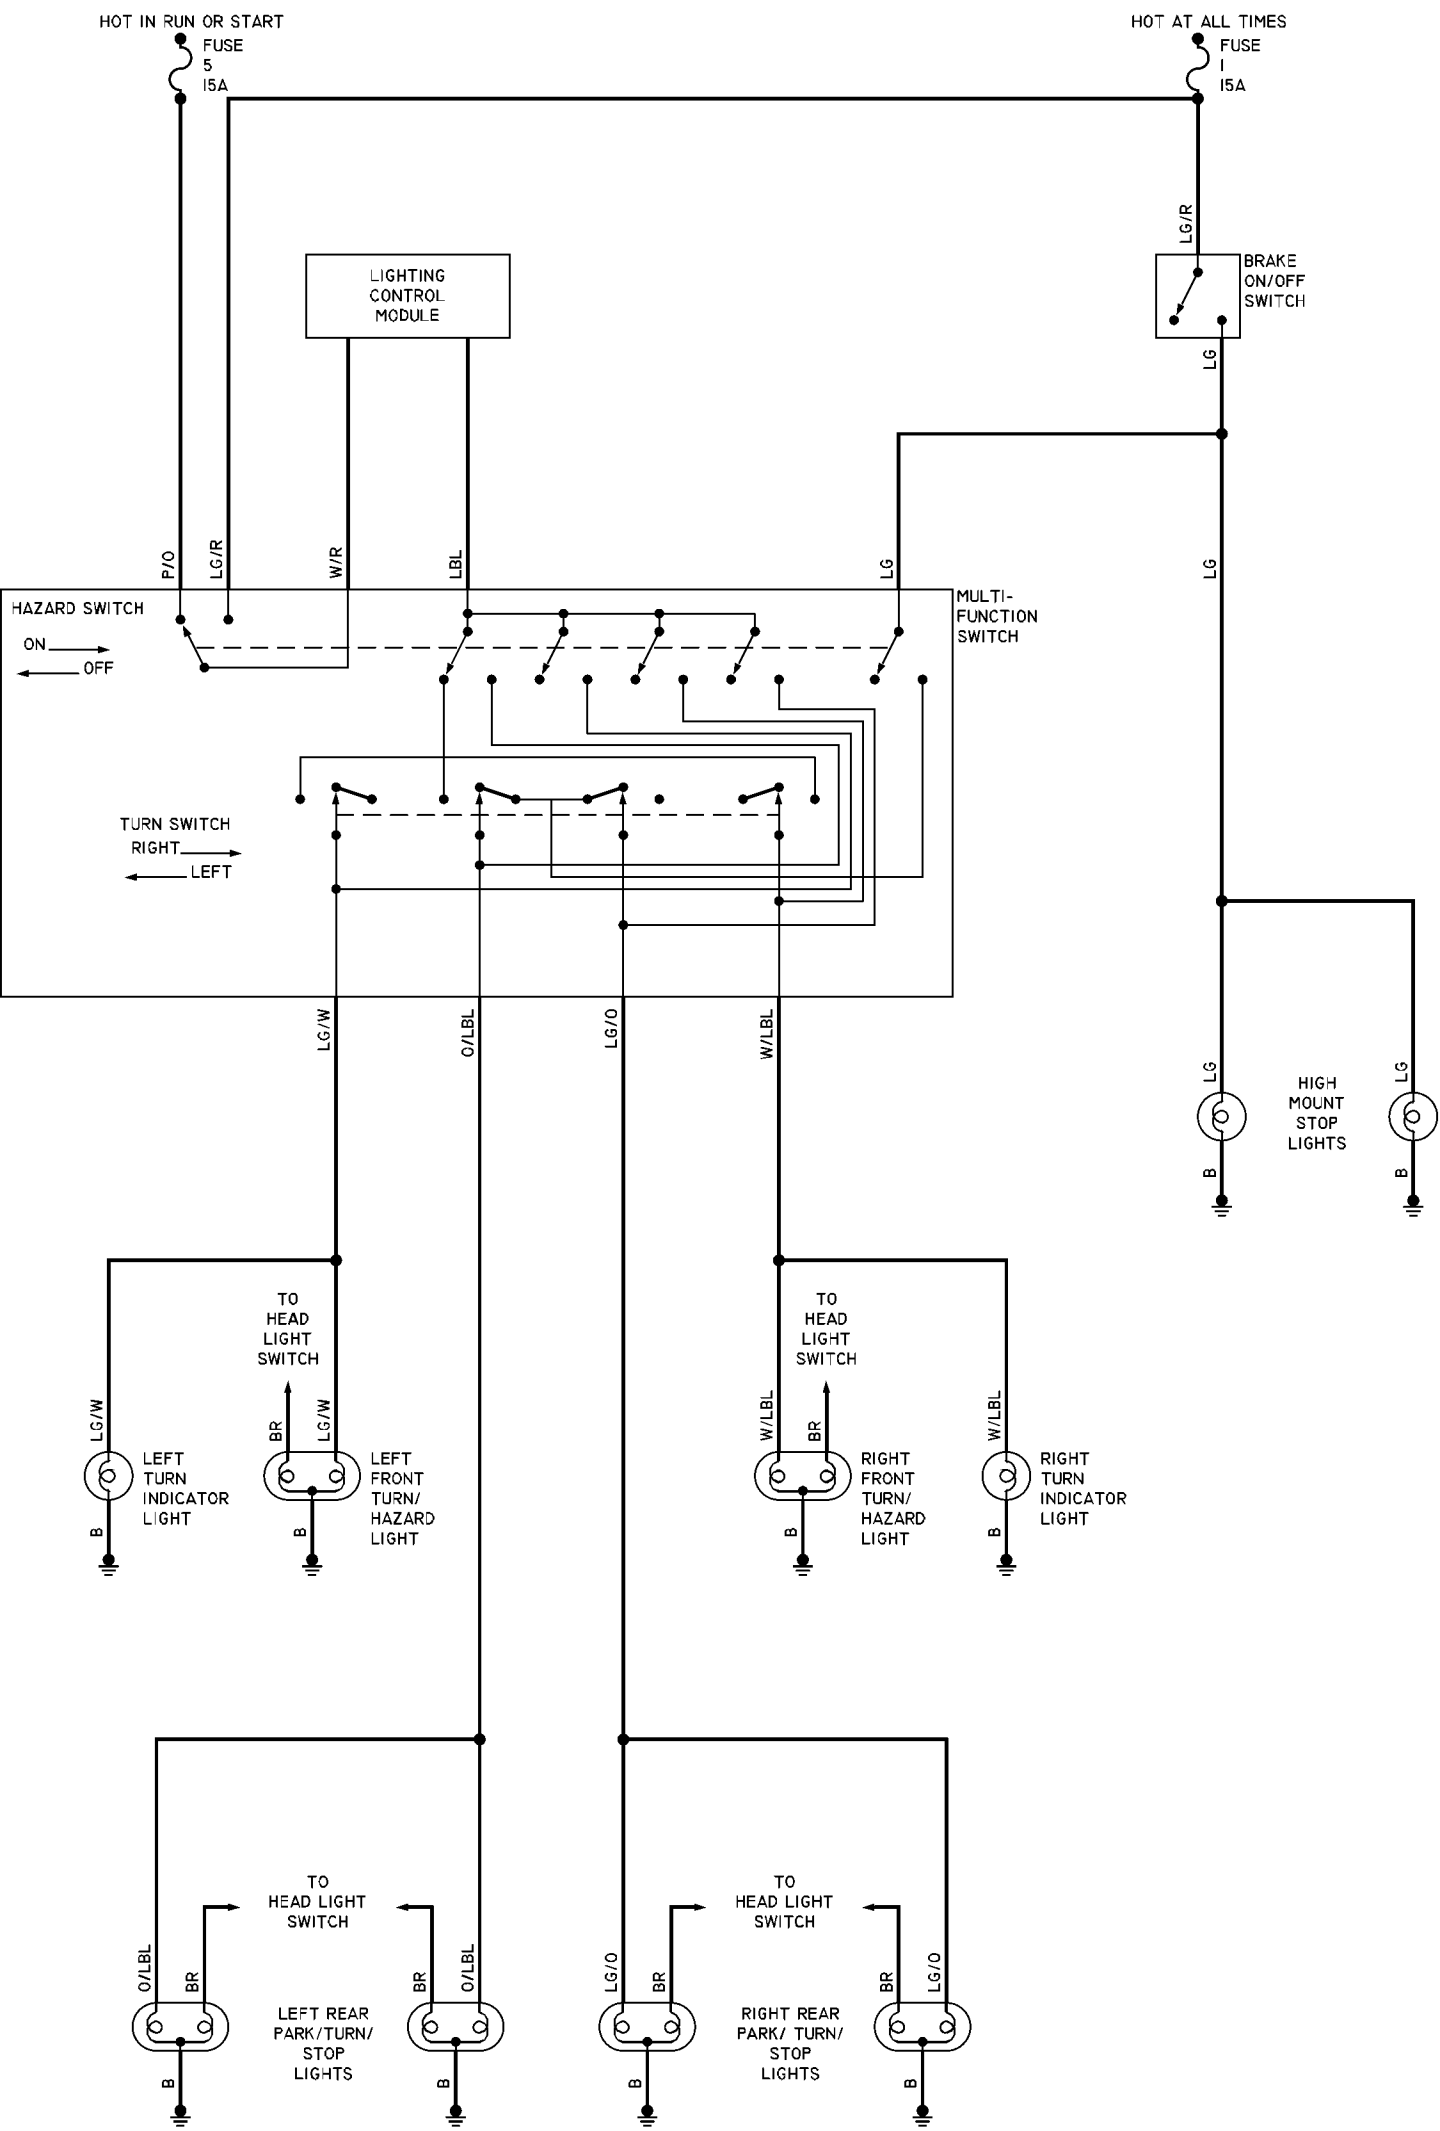 HOT IN RUN OR START
FUSE
5
15A
HOT AT ALL TIMES
FUSE
1
15A
LG/R
LIGHTING
CONTROL
MODULE
BRAKE
ON/OFF
SWITCH
LG
P/O
LG/R
W/R
LBL
LG
LG
HAZARD SWITCH
ON
OFF
MULTI-
FUNCTION
SWITCH
TURN SWITCH
RIGHT
LEFT
LG/W
O/LBL
LG/O
W/LBL
LG
LG
HIGH
MOUNT
STOP
LIGHTS
B
B
TO
HEAD
LIGHT
SWITCH
TO
HEAD
LIGHT
SWITCH
LG/W
BR
LG/W
W/LBL
BR
W/LBL
LEFT
TURN
INDICATOR
LIGHT
LEFT
FRONT
TURN/
HAZARD
LIGHT
RIGHT
FRONT
TURN/
HAZARD
LIGHT
RIGHT
TURN
INDICATOR
LIGHT
B
B
B
B
TO
HEAD LIGHT
SWITCH
TO
HEAD LIGHT
SWITCH
O/LBL
BR
BR
O/LBL
LG/O
BR
BR
LG/O
LEFT REAR
PARK/TURN/
STOP
LIGHTS
RIGHT REAR
PARK/ TURN/
STOP
LIGHTS
B
B
B
B